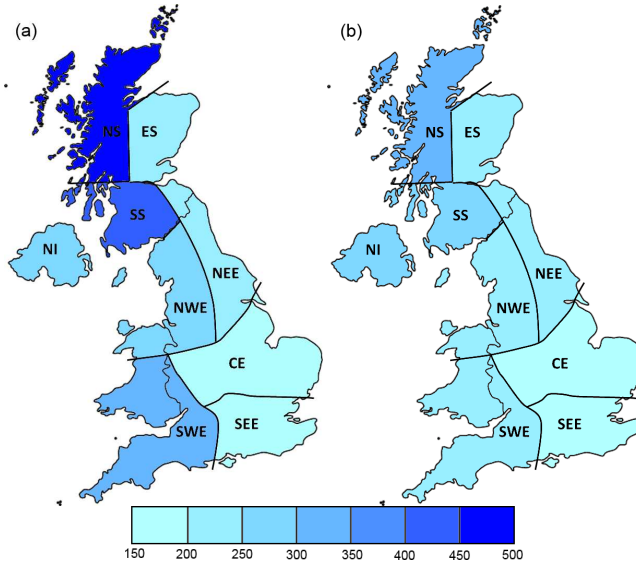 (a) (b)
NS ES NS ES
SS SS
NI NI
NEE NEE
NWE NWE
CE CE
SWE SEE SWE SEE
150 200 250 300 350 400 450 500